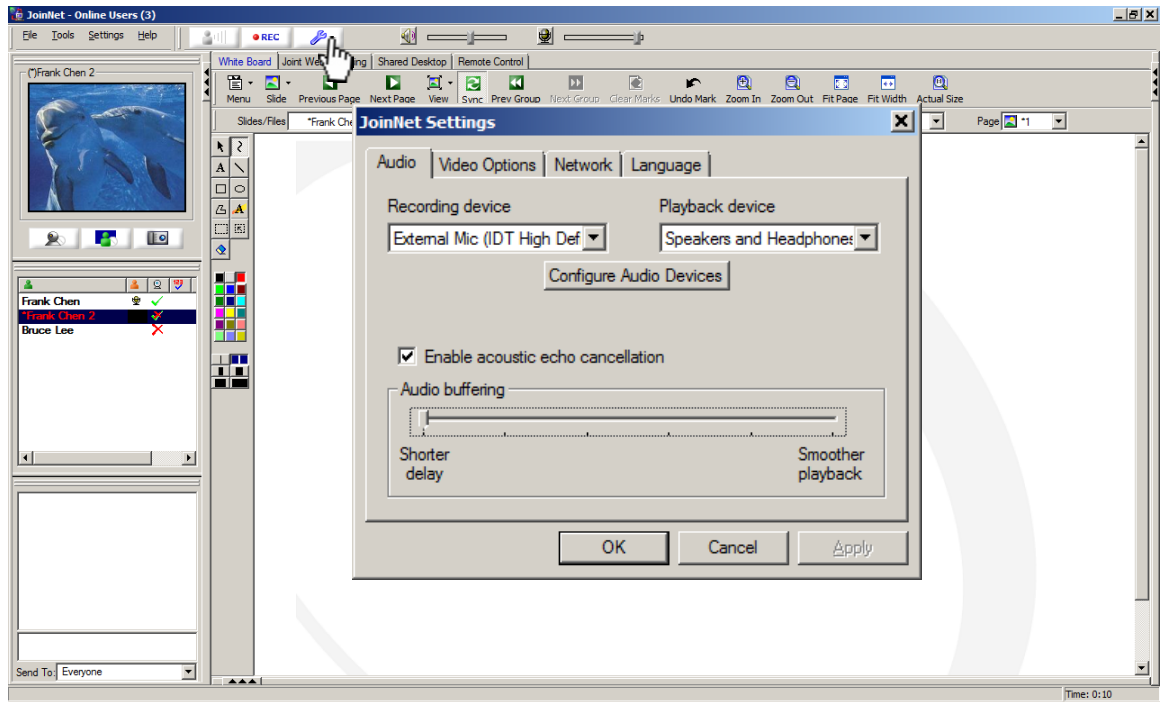 JoinNet - Online Users (3)
File Tools Settings Help
REC
(*)Frank Chen 2
White Board Joint We ng Shared Desktop Remote Control
Menu Slide Previous Page Next Page View Sync Prev Group Next Group Clear Marks Undo Mark Zoom In Zoom Out Fit Page Fit Width Actual Size
Slides/Files *Frank Che Page *1
JoinNet Settings
Audio Video Options Network Language
Recording device Playback device
External Mic (IDT High Def Speakers and Headphones
Configure Audio Devices
Enable acoustic echo cancellation
Audio buffering
Shorter delay
Smoother playback
OK Cancel Apply
A
A
Frank Chen
*Frank Chen 2
Bruce Lee
Send To: Everyone
Time: 0:10